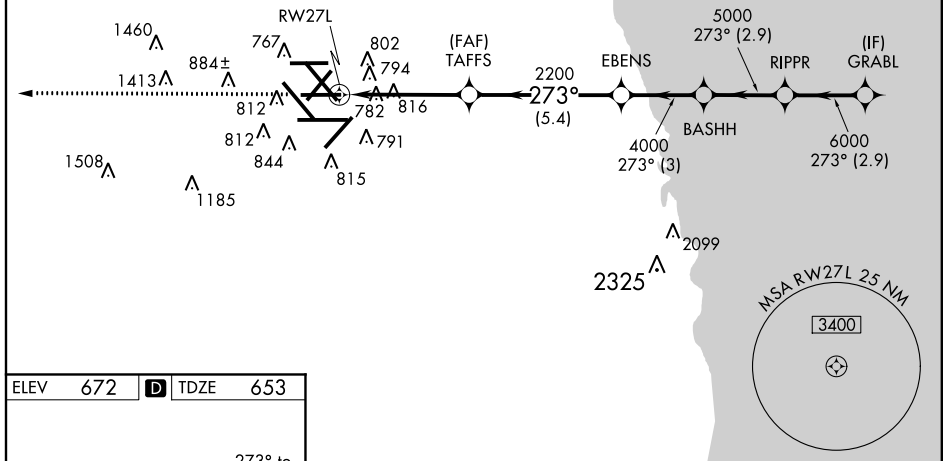 RW27L
1460
767
802
(FAF)
TAFFS
EBENS
5000
273° (2.9)
RIPPR
(IF)
GRABL
884±
1413
794
2200
273°
(5.4)
812
782
816
BASHH
812
844
791
4000
273° (3)
6000
273° (2.9)
1508
1185
815
2099
2325
MSA RW27L 25 NM
3400
ELEV 672 D TDZE 653
273° to